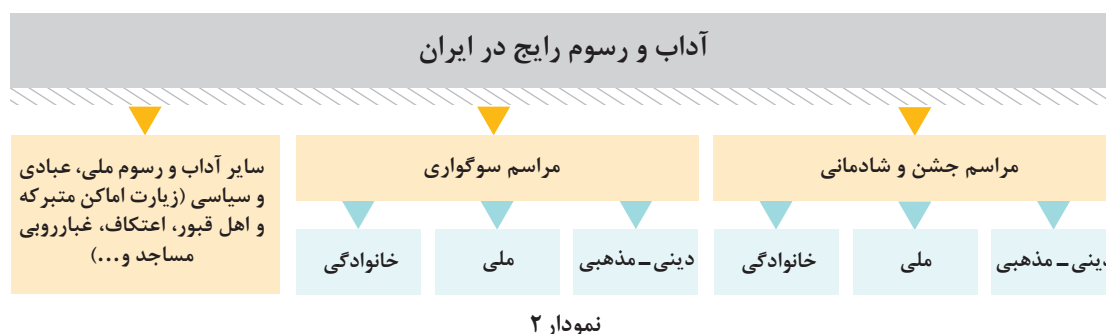 آداب و رسوم رایج در ایران
مراسم جشن و شادمانی
مراسم سوگواری
سایر آداب و رسوم ملی، عبادی
و سیاسی (زیارت اماکن متبرکه
و اهل قبور، اعتکاف، غبارروبی
مساجد و...)
دینی ـ مذهبی
ملی
خانوادگی
دینی ـ مذهبی
ملی
خانوادگی
نمودار ۲